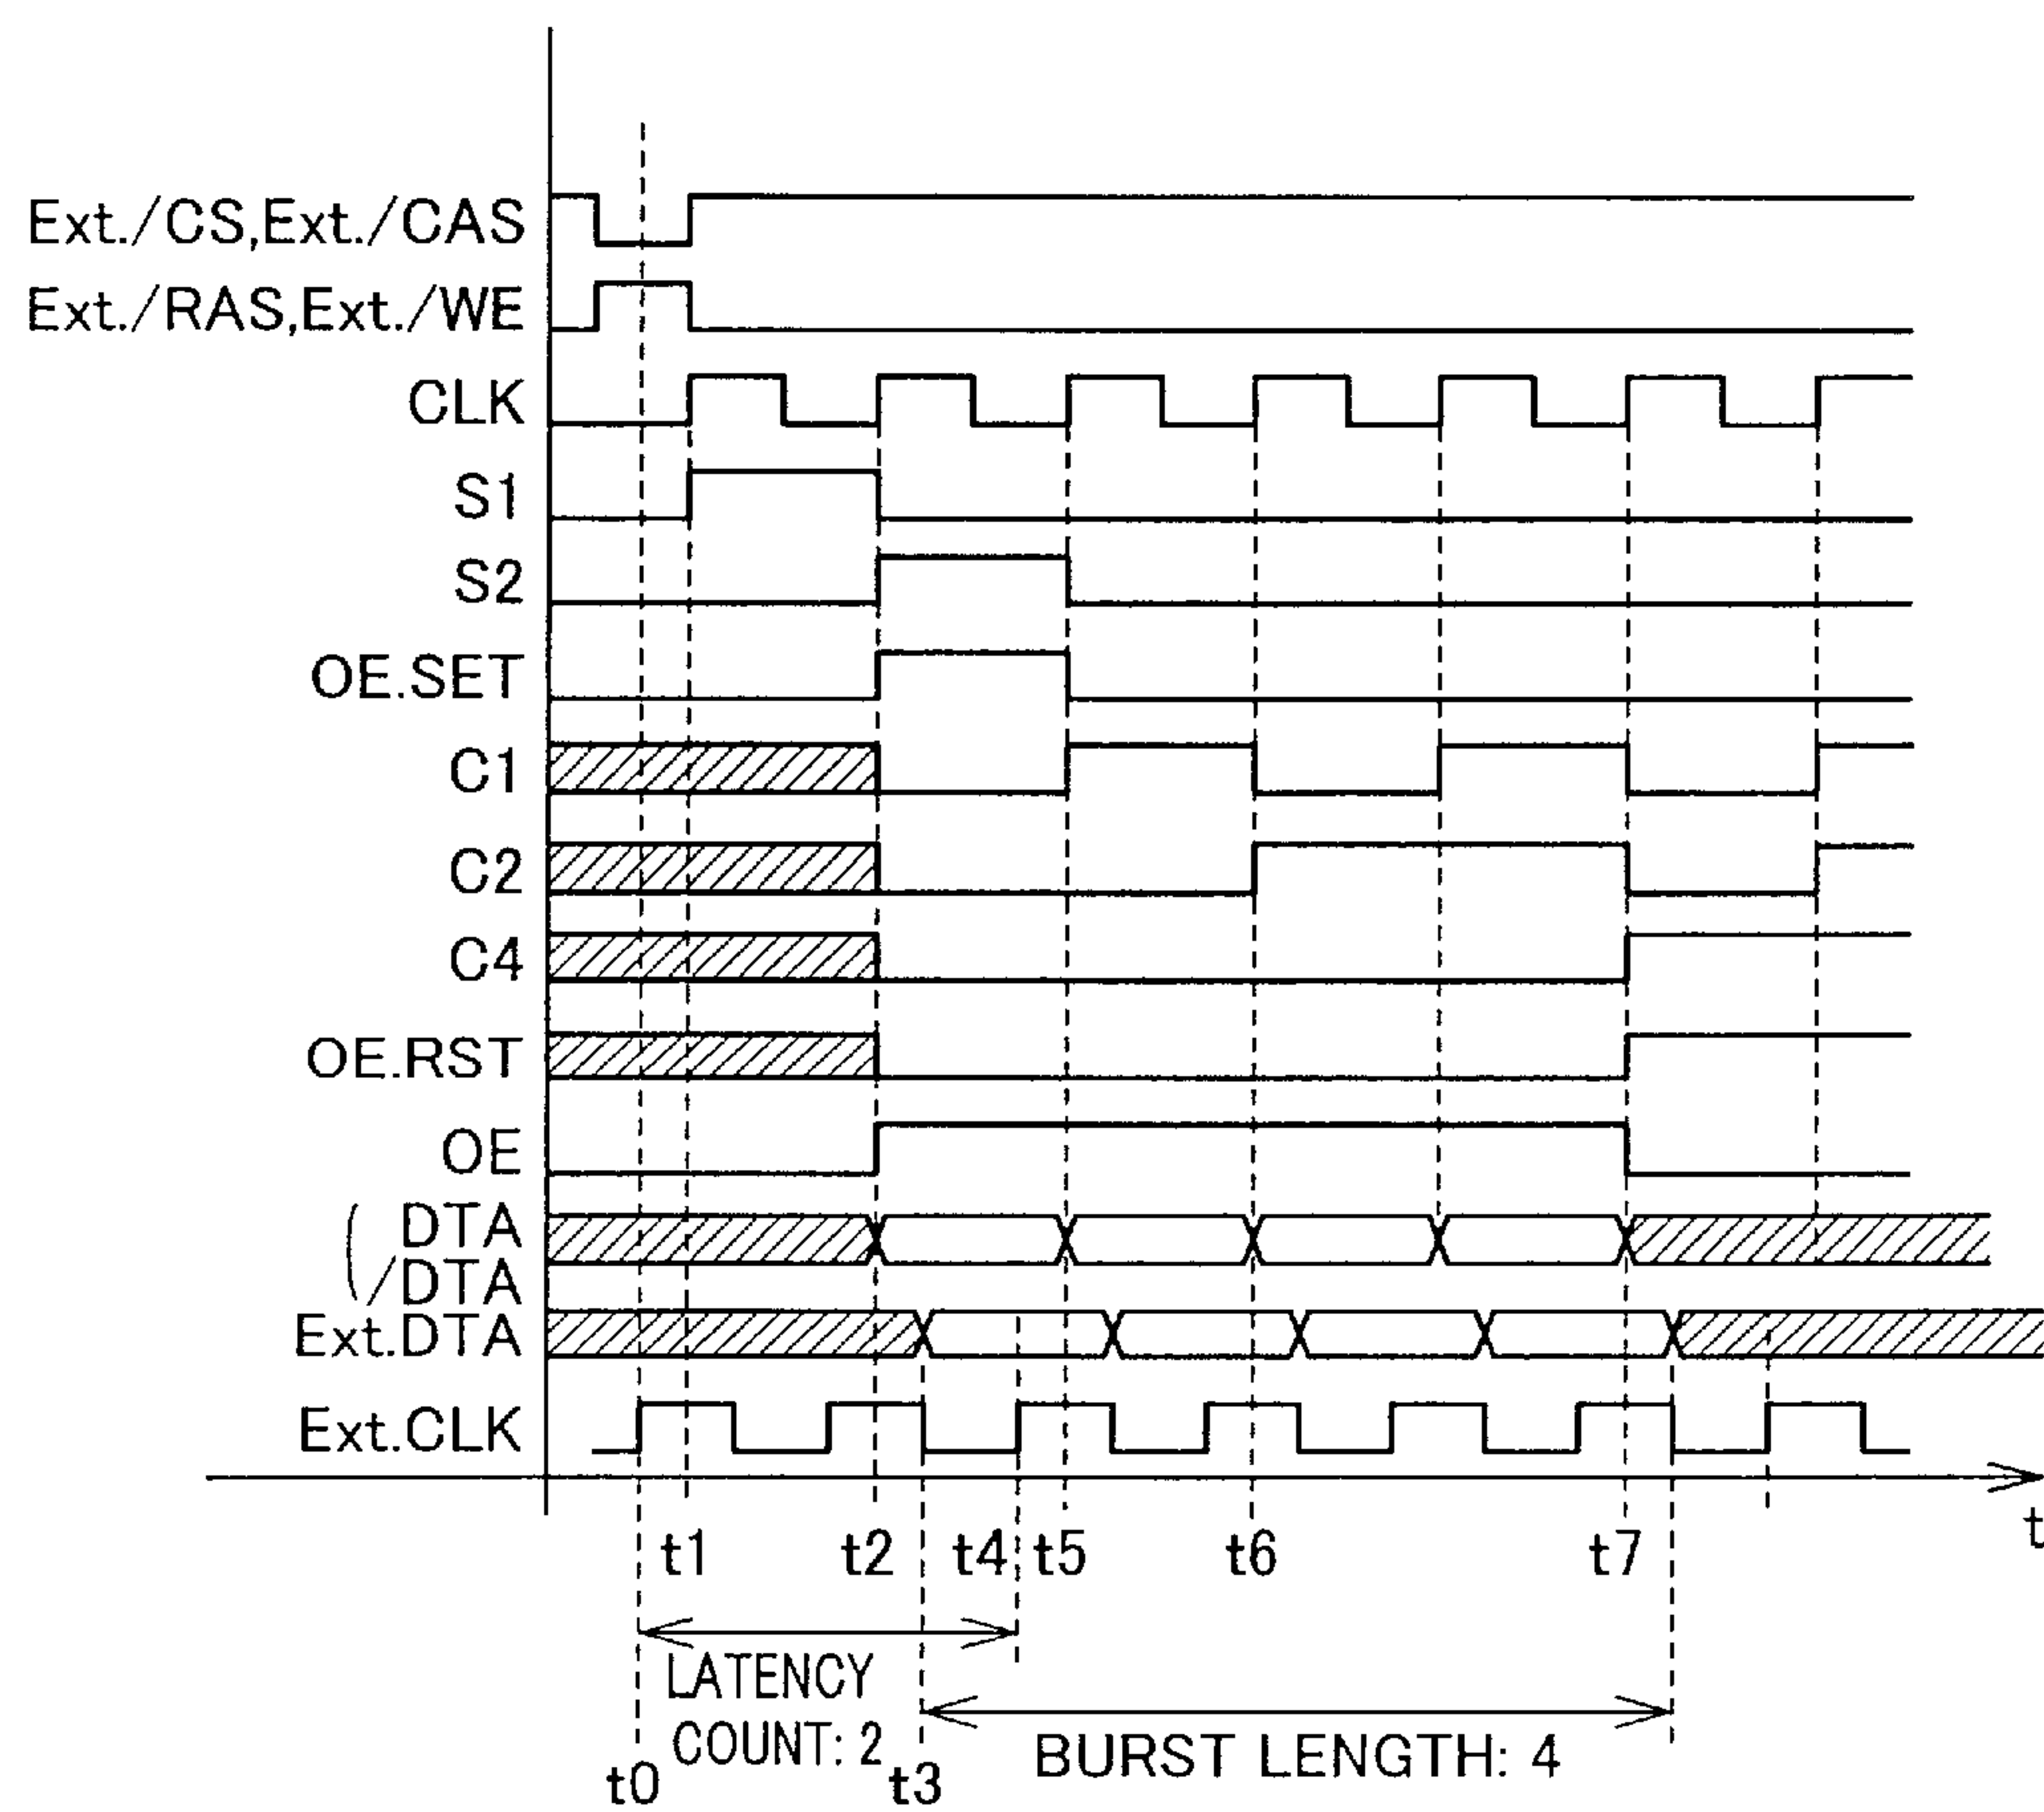 Ext./CS,Ext./CAS
Ext./RAS,Ext./WE
CLK
S1
S2
OE.SET
C1
C2
C4
OE.RST
OE
DTA
/DTA
Ext.DTA
Ext.CLK
t
t1 t2 t4 t5 t6 t7
LATENCY
COUNT: 2
BURST LENGTH: 4
t0 t3